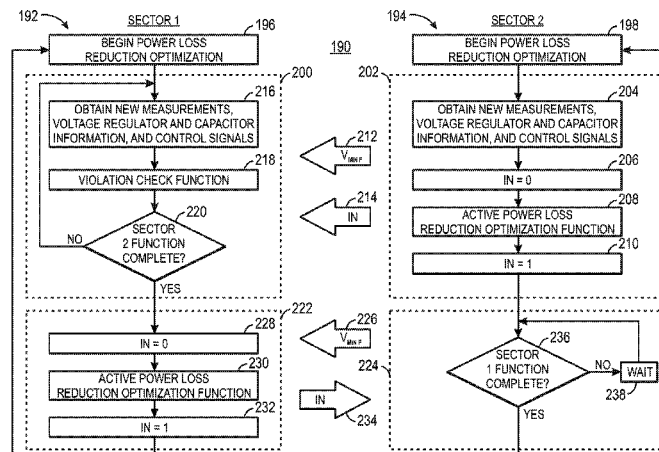 192
SECTOR 1
196
BEGIN POWER LOSS
REDUCTION OPTIMIZATION
200
216
OBTAIN NEW MEASUREMENTS,
VOLTAGE REGULATOR AND CAPACITOR
INFORMATION, AND CONTROL SIGNALS
218
VIOLATION CHECK FUNCTION
220
SECTOR
2 FUNCTION
COMPLETE?
NO
YES
222
228
IN = 0
230
ACTIVE POWER LOSS
REDUCTION OPTIMIZATION FUNCTION
232
IN = 1
190
212
VMIN F
214
IN
226
VMIN F
IN
234
194
SECTOR 2
198
BEGIN POWER LOSS
REDUCTION OPTIMIZATION
202
204
OBTAIN NEW MEASUREMENTS,
VOLTAGE REGULATOR AND CAPACITOR
INFORMATION, AND CONTROL SIGNALS
206
IN = 0
208
ACTIVE POWER LOSS
REDUCTION OPTIMIZATION FUNCTION
210
IN = 1
224
236
SECTOR
1 FUNCTION
COMPLETE?
NO
WAIT
238
YES